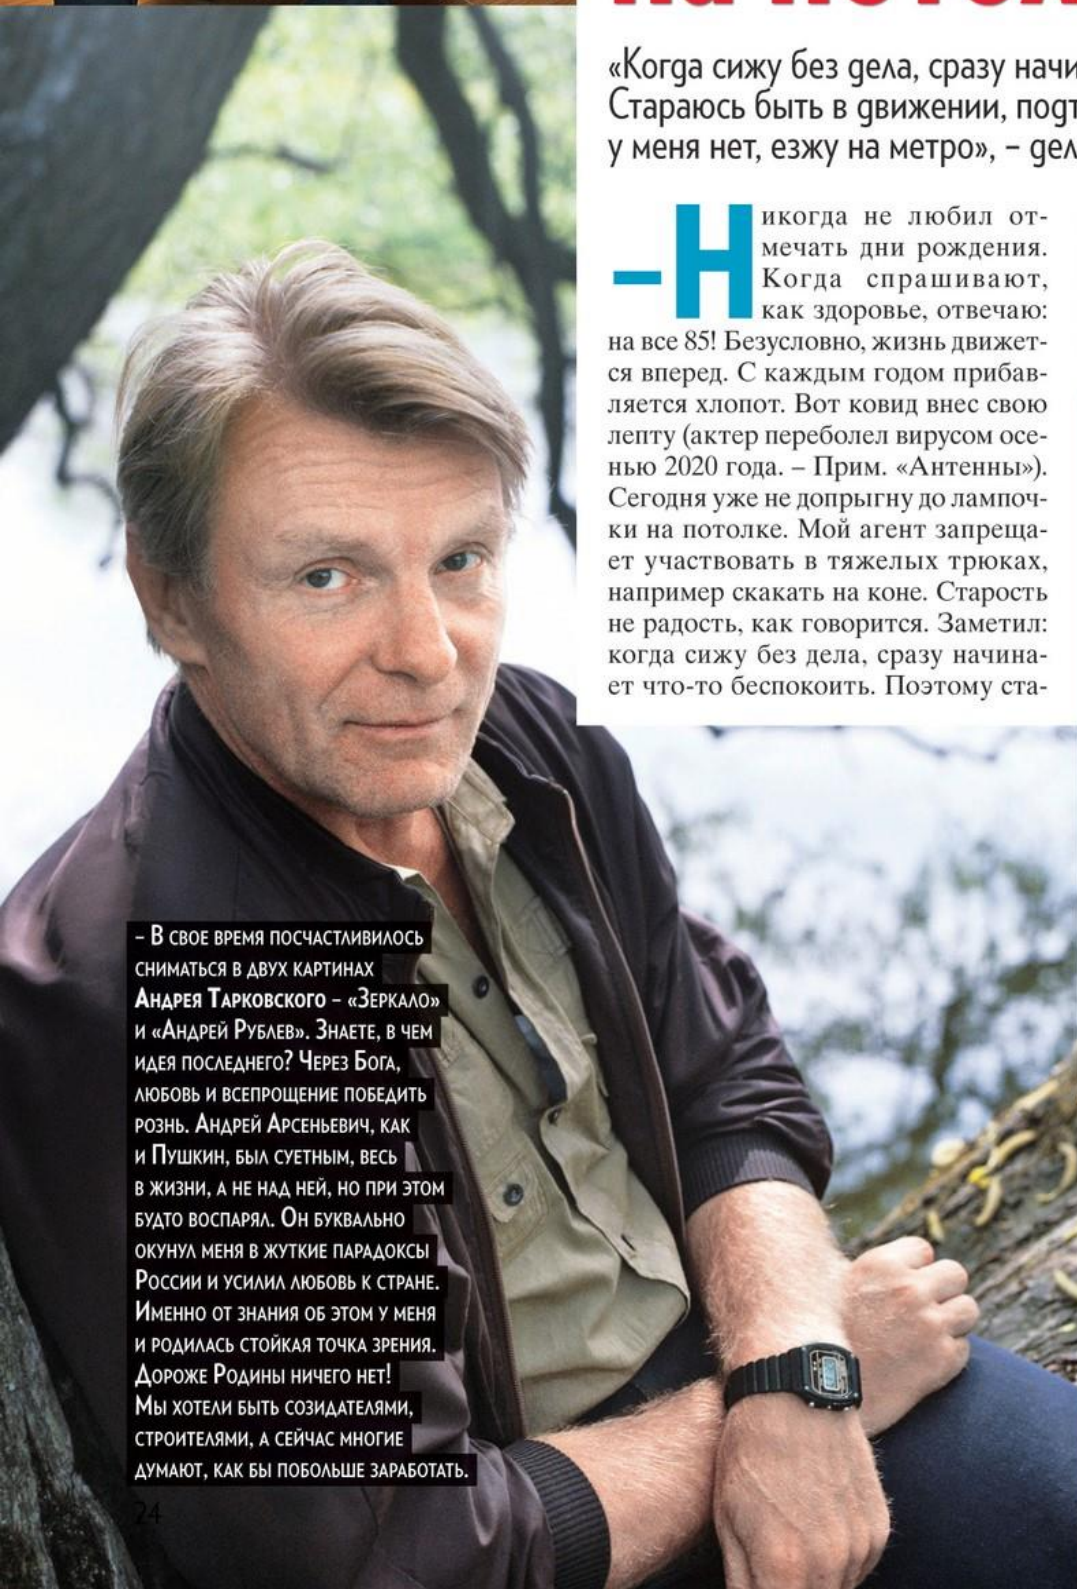 «Когда сижу без дела, сразу начи
Стараюсь быть в движении, подт
у меня нет, езжу на метро», – дел
–Никогда не любил от-
мечать дни рождения.
Когда спрашивают,
как здоровье, отвечаю:
на все 85! Безусловно, жизнь движет-
ся вперед. С каждым годом прибав-
ляется хлопот. Вот ковид внес свою
лепту (актер переболел вирусом осе-
нью 2020 года. – Прим. «Антенны»).
Сегодня уже не допрыгну до лампоч-
ки на потолке. Мой агент запреща-
ет участвовать в тяжелых трюках,
например скакать на коне. Старость
не радость, как говорится. Заметил:
когда сижу без дела, сразу начина-
ет что-то беспокоить. Поэтому ста-
– В свое время посчастливилось
сниматься в двух картинах
Андрея Тарковского – «Зеркало»
и «Андрей Рублев». Знаете, в чем
идея последнего? Через Бога,
любовь и всепрощение победить
рознь. Андрей Арсеньевич, как
и Пушкин, был суетным, весь
в жизни, а не над ней, но при этом
будто воспарял. Он буквально
окунул меня в жуткие парадоксы
России и усилил любовь к стране.
Именно от знания об этом у меня
и родилась стойкая точка зрения.
Дороже Родины ничего нет!
Мы хотели быть созидателями,
строителями, а сейчас многие
думают, как бы побольше заработать.
24